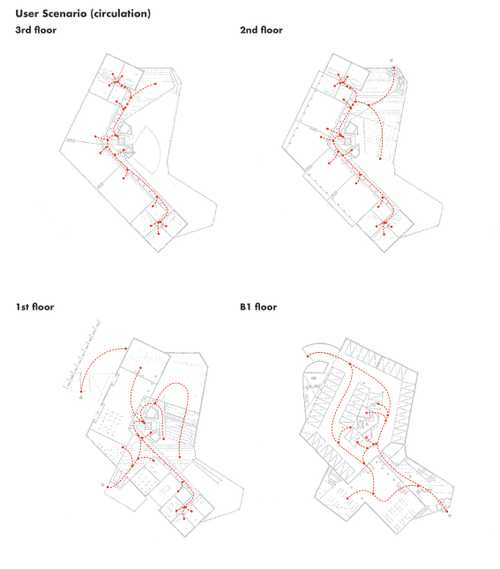 User Scenario (circulation)
3rd floor
2nd floor
1st floor
B1 floor